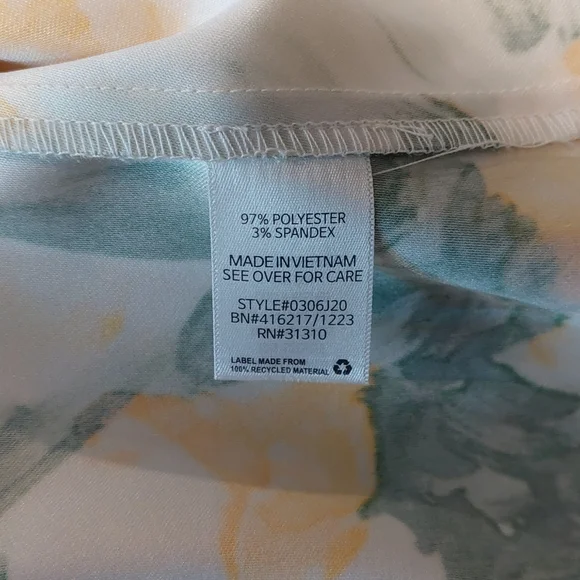 97% POLYESTER
3% SPANDEX
MADE IN VIETNAM
SEE OVER FOR CARE
STYLE#0306J20
BN#416217/1223
RN#31310
LABEL MADE FROM
100% RECYCLED MATERIAL